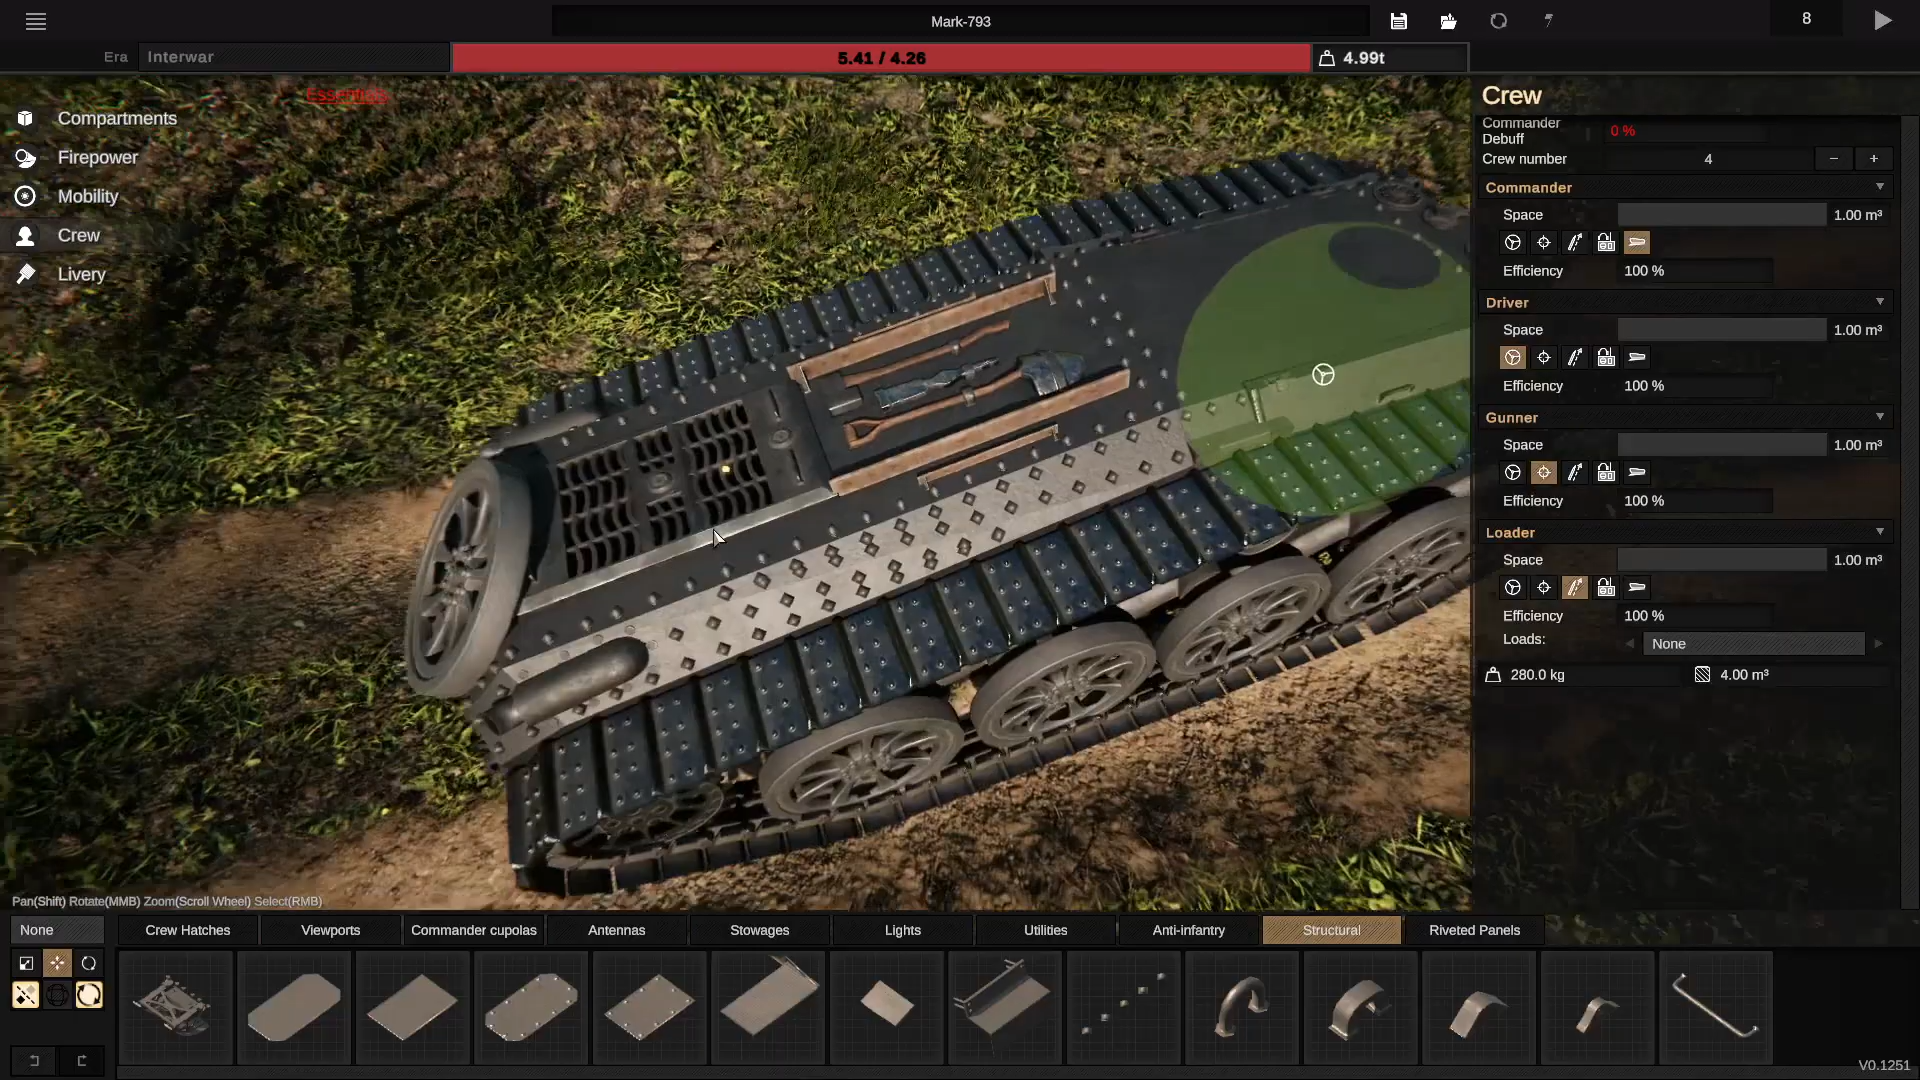 Mark-793
8
Era
Interwar
5.41 / 4.26
4.99t
Essentials
Compartments
Firepower
Mobility
Crew
Livery
Crew
Commander
Debuff
0 %
Crew number
4
−
+
Commander
Space
1.00 m³
Efficiency
100 %
Driver
Space
1.00 m³
Efficiency
100 %
Gunner
Space
1.00 m³
Efficiency
100 %
Loader
Space
1.00 m³
Efficiency
100 %
Loads:
None
280.0 kg
4.00 m³
Pan(Shift) Rotate(MMB) Zoom(Scroll Wheel) Select(RMB)
None
Crew Hatches
Viewports
Commander cupolas
Antennas
Stowages
Lights
Utilities
Anti-infantry
Structural
Riveted Panels
V0.1251